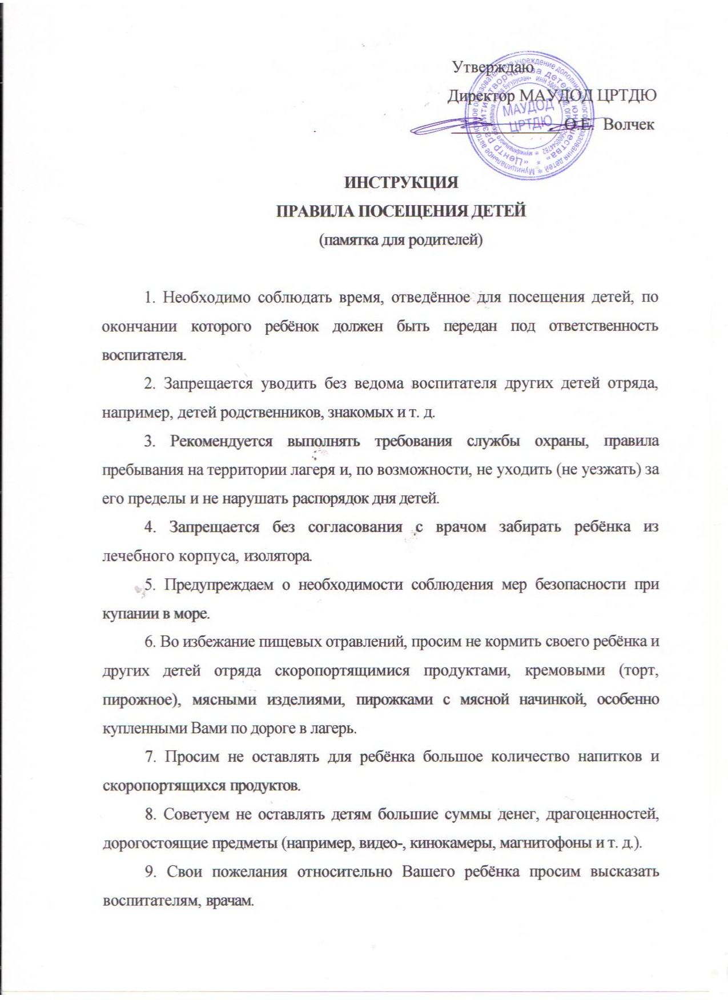 Утверждаю
Директор МАУДОД ЦРТДЮ
О.Е. Волчек
МАУДОД
ЦРТДЮ
ИНСТРУКЦИЯ
ПРАВИЛА ПОСЕЩЕНИЯ ДЕТЕЙ
(памятка для родителей)
1. Необходимо соблюдать время, отведённое для посещения детей, по
окончании которого ребёнок должен быть передан под ответственность
воспитателя.
2. Запрещается уводить без ведома воспитателя других детей отряда,
например, детей родственников, знакомых и т. д.
3. Рекомендуется выполнять требования службы охраны, правила
пребывания на территории лагеря и, по возможности, не уходить (не уезжать) за
его пределы и не нарушать распорядок дня детей.
4. Запрещается без согласования с врачом забирать ребёнка из
лечебного корпуса, изолятора.
5. Предупреждаем о необходимости соблюдения мер безопасности при
купании в море.
6. Во избежание пищевых отравлений, просим не кормить своего ребёнка и
других детей отряда скоропортящимися продуктами, кремовыми (торт,
пирожное), мясными изделиями, пирожками с мясной начинкой, особенно
купленными Вами по дороге в лагерь.
7. Просим не оставлять для ребёнка большое количество напитков и
скоропортящихся продуктов.
8. Советуем не оставлять детям большие суммы денег, драгоценностей,
дорогостоящие предметы (например, видео-, кинокамеры, магнитофоны и т. д.).
9. Свои пожелания относительно Вашего ребёнка просим высказать
воспитателям, врачам.